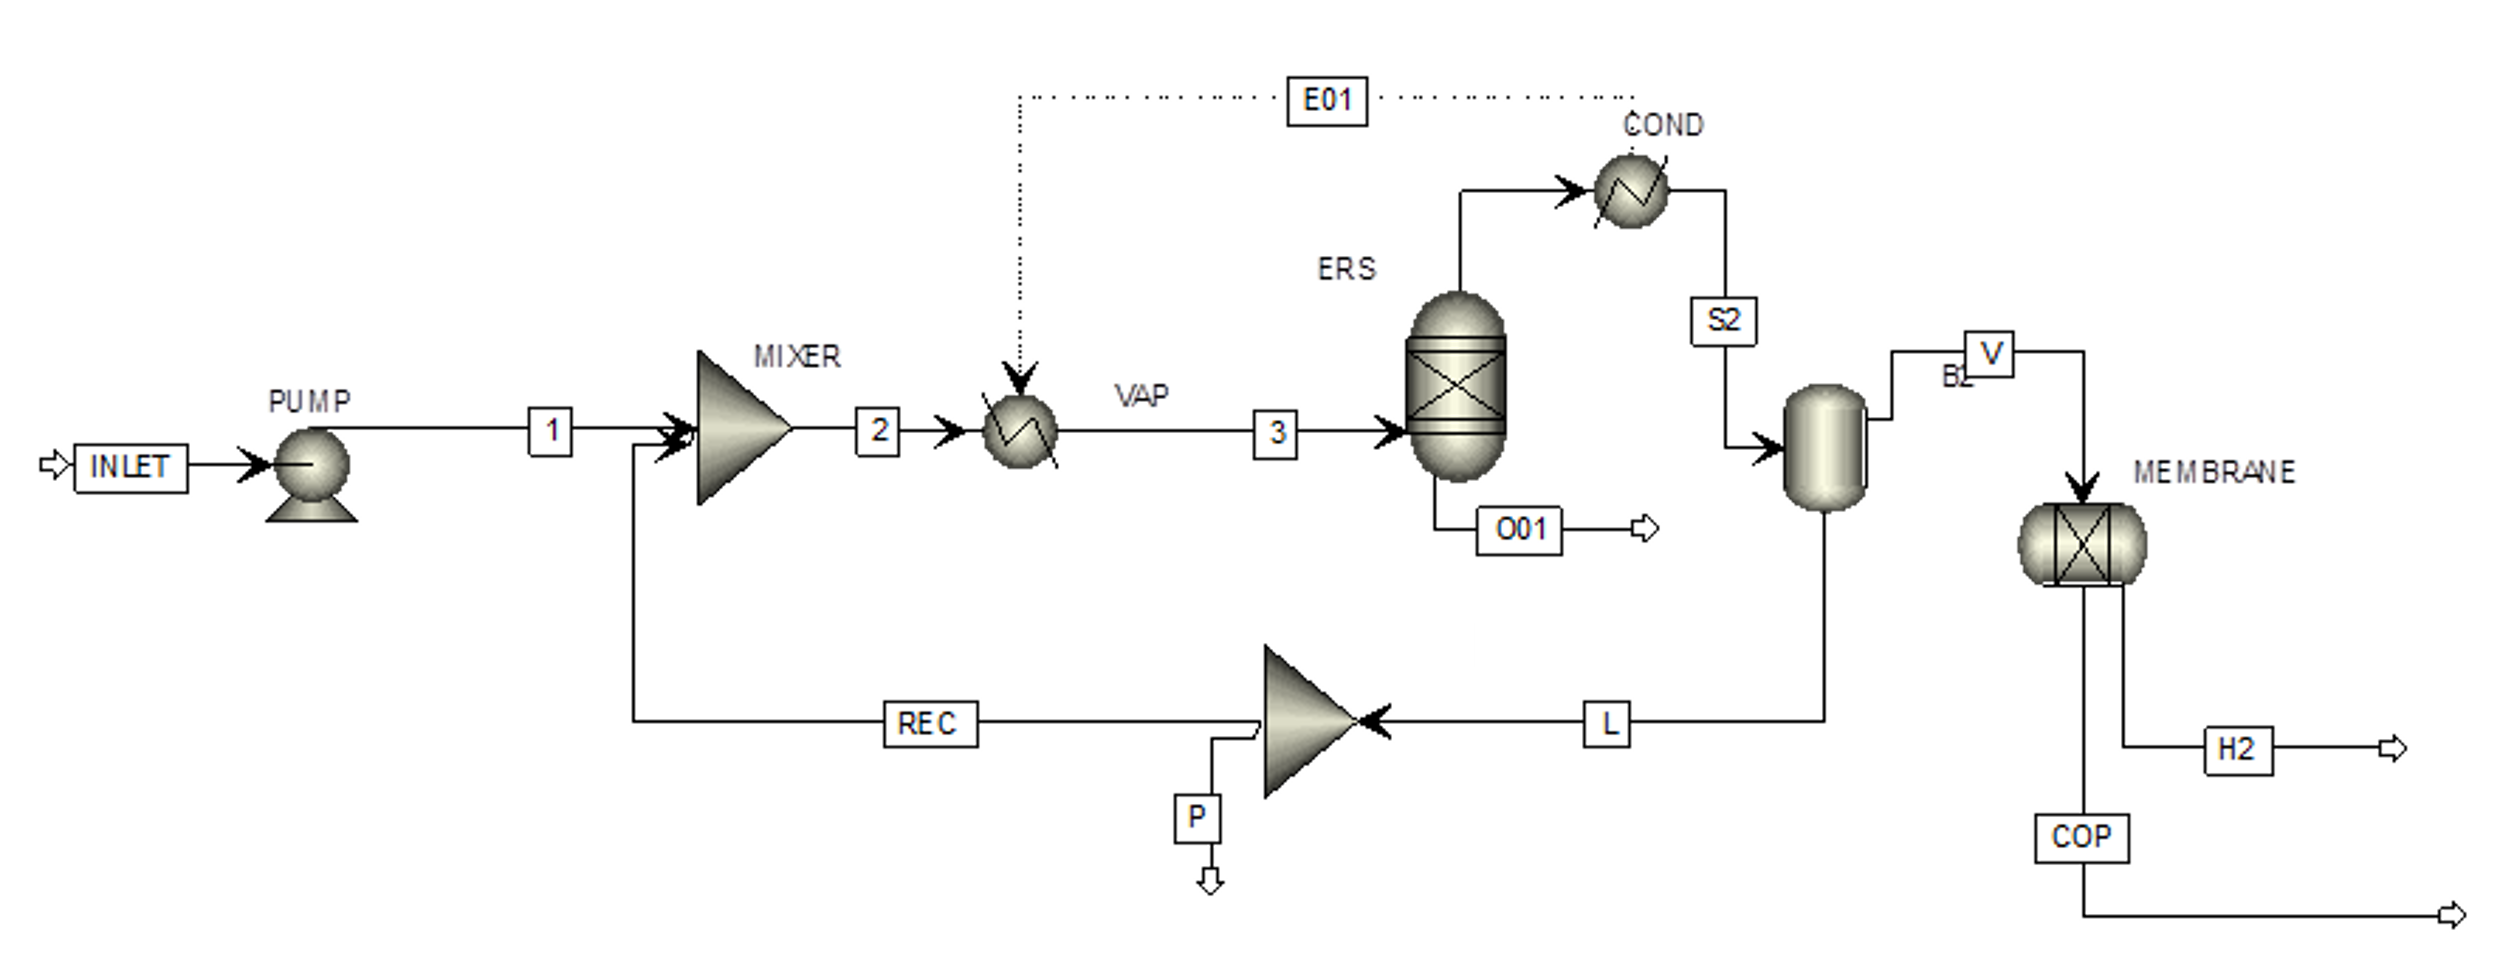 E01
COND
ERS
S2
MIXER
V
B2
VAP
PUMP
1
2
3
INLET
MEMBRANE
O01
REC
L
H2
P
COP